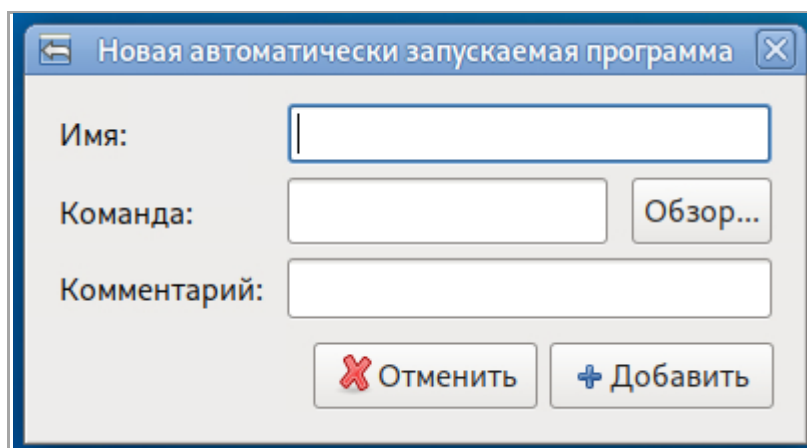 Новая автоматически запускаемая программа
Имя:
Команда:
Обзор...
Комментарий:
Отменить
Добавить